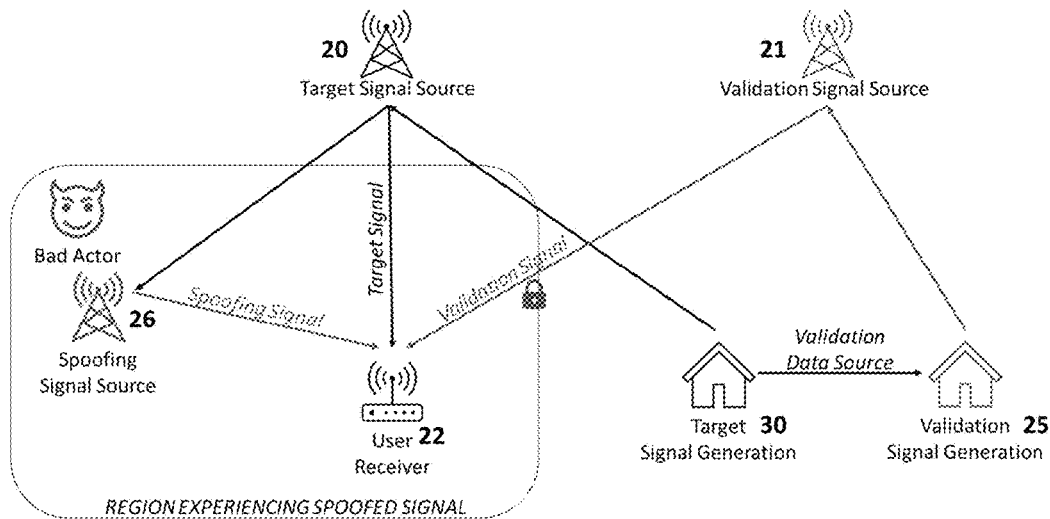 20
Target Signal Source
21
Validation Signal Source
Bad Actor
Target Signal
Validation Signal
Spoofing Signal
26
Spoofing
Signal Source
Validation
Data Source
User 22
Receiver
Target 30
Signal Generation
Validation 25
Signal Generation
REGION EXPERIENCING SPOOFED SIGNAL